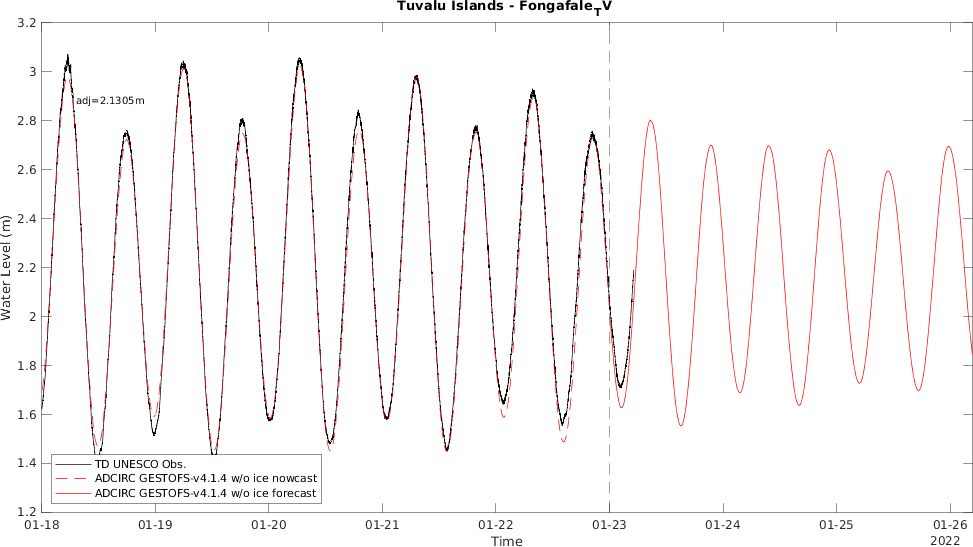 Tuvalu Islands - Fongafale_TV
3.2
3
2.8
2.6
2.4
2.2
2
1.8
1.6
1.4
1.2
Water Level (m)
adj=2.1305m
TD UNESCO Obs.
ADCIRC GESTOFS-v4.1.4 w/o ice nowcast
ADCIRC GESTOFS-v4.1.4 w/o ice forecast
01-18 01-19 01-20 01-21 01-22 01-23 01-24 01-25 01-26
Time
2022